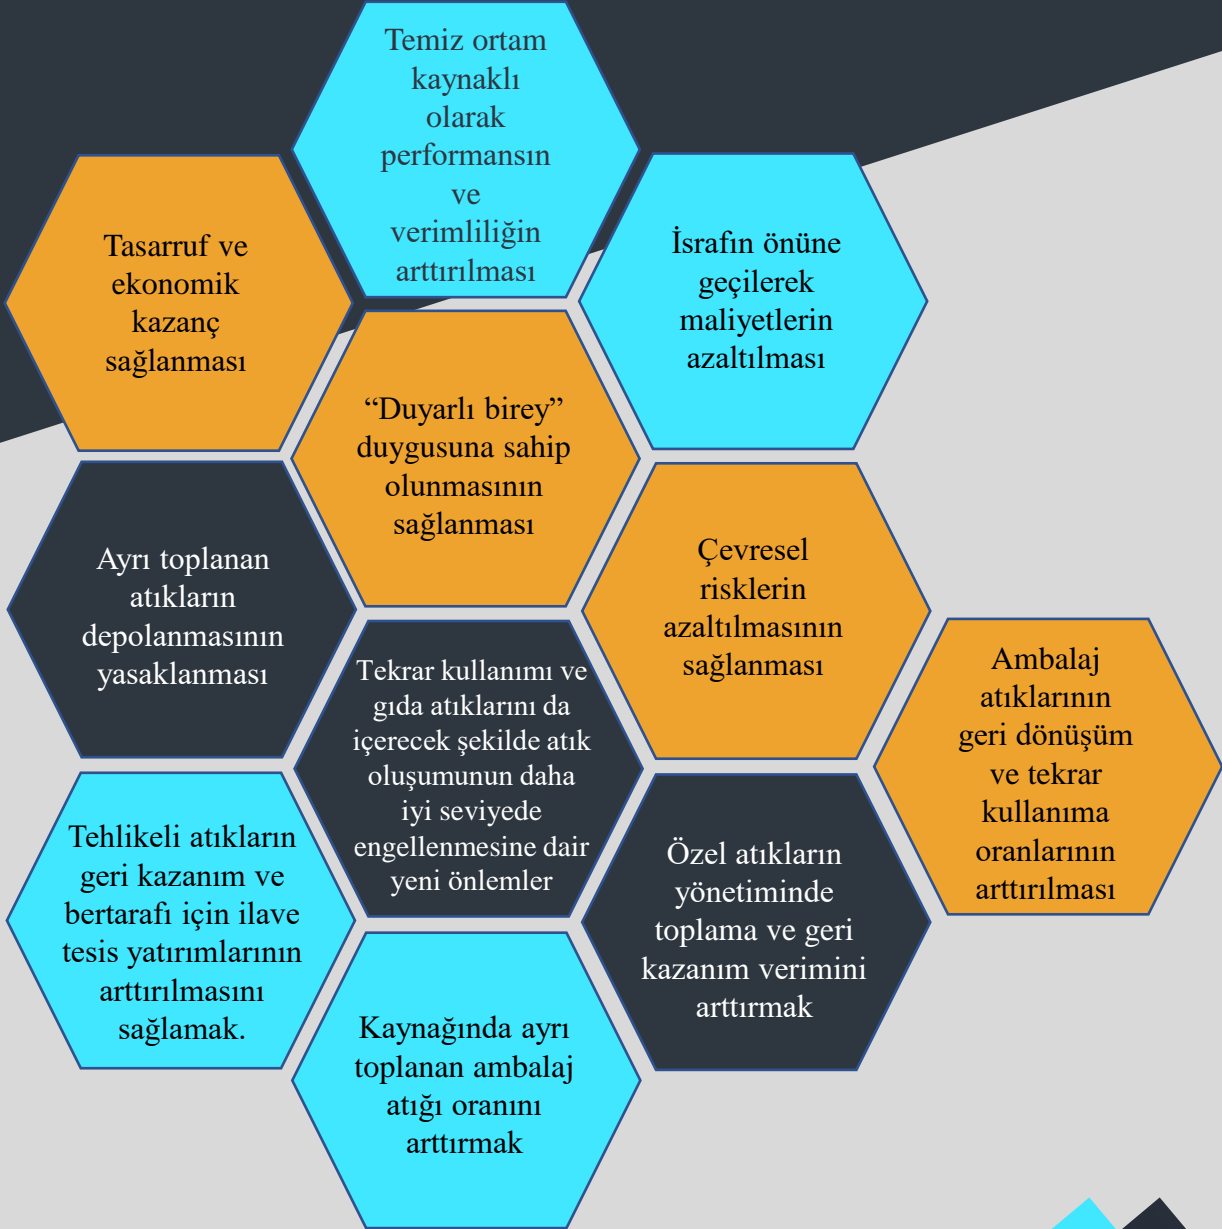 Temiz ortam
kaynaklı
olarak
performansın
ve
verimliliğin
arttırılması
Tasarruf ve
ekonomik
kazanç
sağlanması
İsrafın önüne
geçilerek
maliyetlerin
azaltılması
“Duyarlı birey”
duygusuna sahip
olunmasının
sağlanması
Ayrı toplanan
atıkların
depolanmasının
yasaklanması
Çevresel
risklerin
azaltılmasının
sağlanması
Tekrar kullanımı ve
gıda atıklarını da
içerecek şekilde atık
oluşumunun daha
iyi seviyede
engellenmesine dair
yeni önlemler
Ambalaj
atıklarının
geri dönüşüm
ve tekrar
kullanıma
oranlarının
arttırılması
Tehlikeli atıkların
geri kazanım ve
bertarafı için ilave
tesis yatırımlarının
arttırılmasını
sağlamak.
Özel atıkların
yönetiminde
toplama ve geri
kazanım verimini
arttırmak
Kaynağında ayrı
toplanan ambalaj
atığı oranını
arttırmak